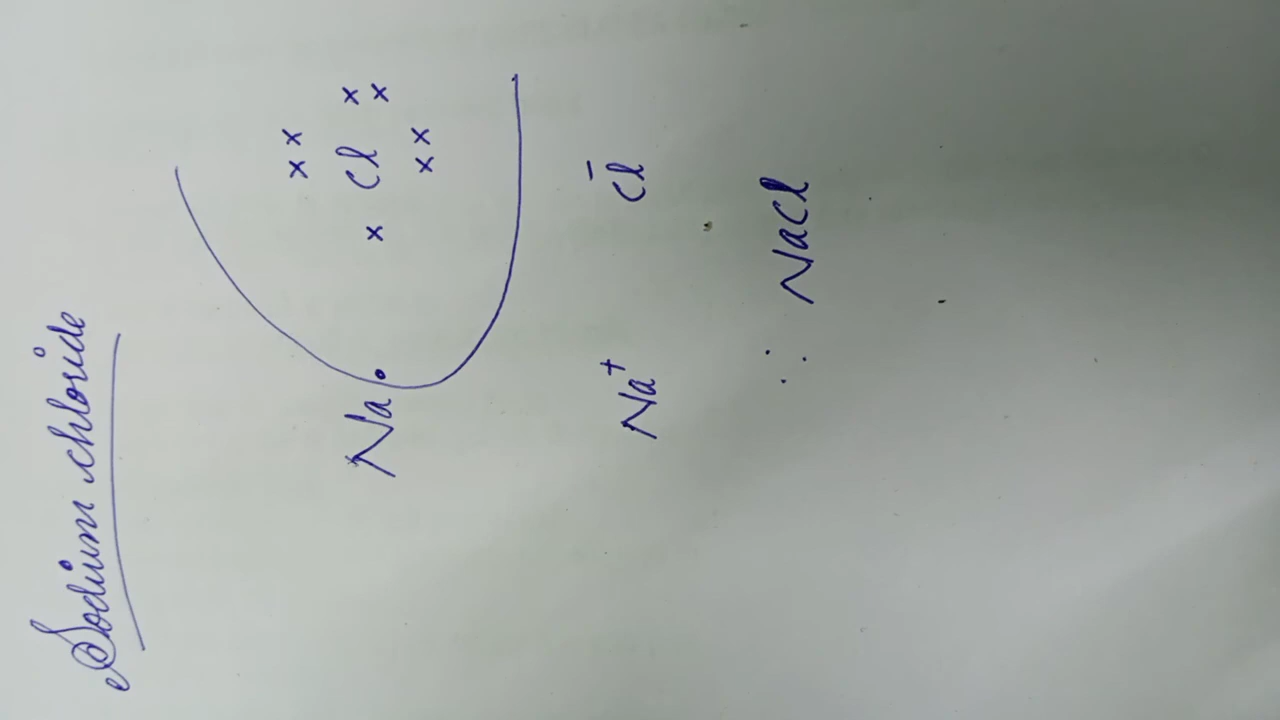 Sodium chloride
Na • x Cl x x x x x x
Na⁺ Cl⁻
∴ NaCl